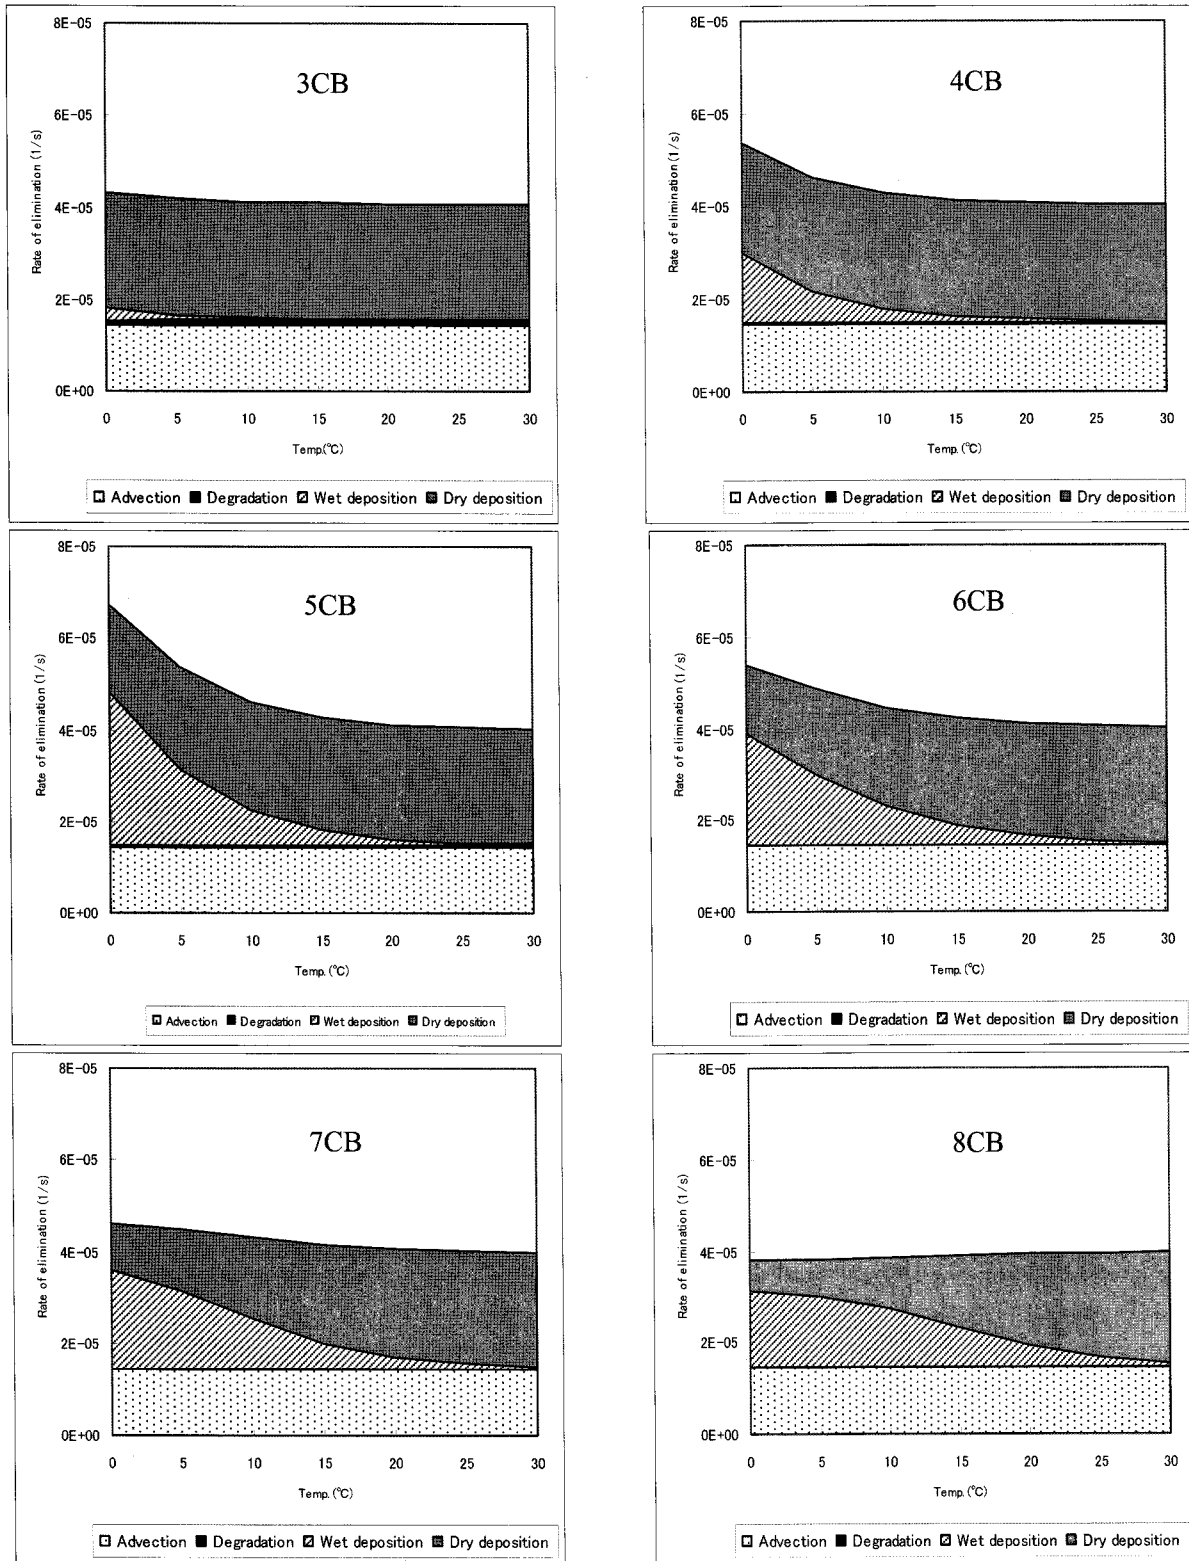 3CB
Rate of elimination (1/s)
8E-05
6E-05
4E-05
2E-05
0E+00
0 5 10 15 20 25 30
Temp.(°C)
Advection Degradation Wet deposition Dry deposition
4CB
Rate of elimination (1/s)
8E-05
6E-05
4E-05
2E-05
0E+00
0 5 10 15 20 25 30
Temp.(°C)
Advection Degradation Wet deposition Dry deposition
5CB
Rate of elimination (1/s)
8E-05
6E-05
4E-05
2E-05
0E+00
0 5 10 15 20 25 30
Temp.(°C)
Advection Degradation Wet deposition Dry deposition
6CB
Rate of elimination (1/s)
8E-05
6E-05
4E-05
2E-05
0E+00
0 5 10 15 20 25 30
Temp.(°C)
Advection Degradation Wet deposition Dry deposition
7CB
Rate of elimination (1/s)
8E-05
6E-05
4E-05
2E-05
0E+00
0 5 10 15 20 25 30
Temp.(°C)
Advection Degradation Wet deposition Dry deposition
8CB
Rate of elimination (1/s)
8E-05
6E-05
4E-05
2E-05
0E+00
0 5 10 15 20 25 30
Temp.(°C)
Advection Degradation Wet deposition Dry deposition